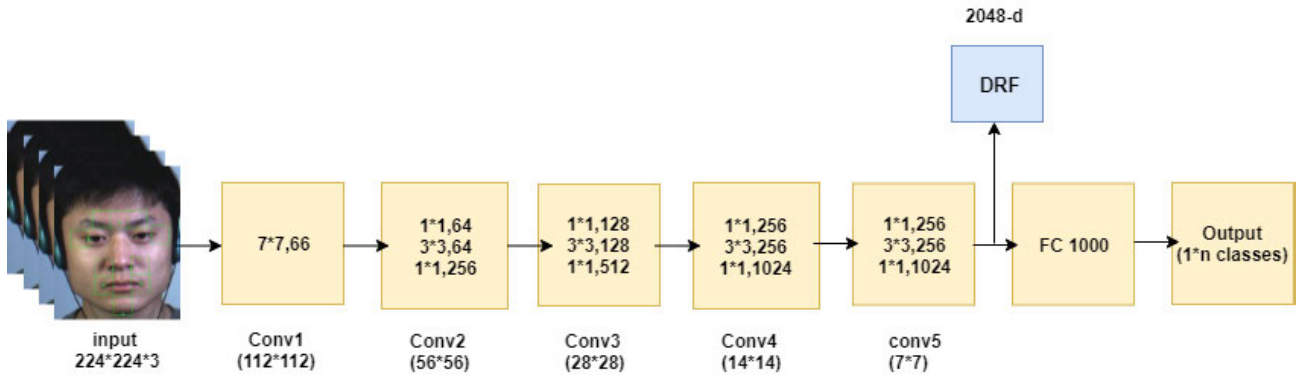 2048-d
DRF
7*7,66
1*1,64
3*3,64
1*1,256
1*1,128
3*3,128
1*1,512
1*1,256
3*3,256
1*1,1024
1*1,256
3*3,256
1*1,1024
FC 1000
Output
(1*n classes)
input
224*224*3
Conv1
(112*112)
Conv2
(56*56)
Conv3
(28*28)
Conv4
(14*14)
conv5
(7*7)